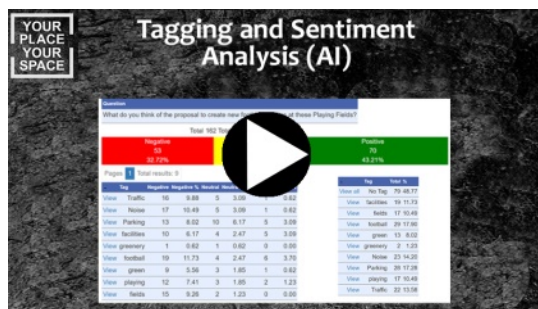 YOUR
PLACE
YOUR
SPACE
Tagging and Sentiment
Analysis (AI)
Question
What do you think of the proposal to create new at these Playing Fields?
Total 162
Negative
53
32.72%
Positive
70
43.21%
Pages 1 Total results: 9
Tag Negative Negative % Neutral
View Traffic 16 9.88 5 3.09 1 0.62
View Noise 17 10.49 5 3.09 1 0.62
View Parking 13 8.02 10 6.17 5 3.09
View facilities 10 6.17 4 2.47 5 3.09
View greenery 1 0.62 1 0.62 0 0.00
View football 19 11.73 4 2.47 6 3.70
View green 9 5.56 3 1.85 1 0.62
View playing 12 7.41 3 1.85 2 1.23
View fields 15 9.26 2 1.23 0 0.00
Tag Total %
View all No Tag 79 48.77
View facilities 19 11.73
View fields 17 10.49
View football 29 17.90
View green 13 8.02
View greenery 2 1.23
View Noise 23 14.20
View Parking 28 17.28
View playing 17 10.49
View Traffic 22 13.58